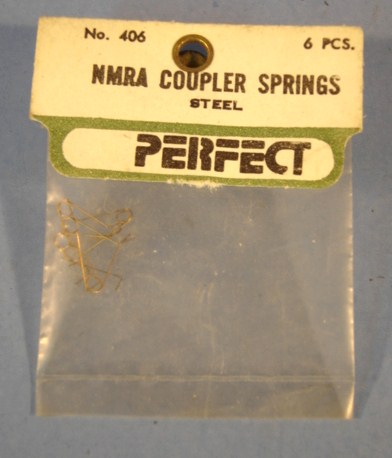 No. 406 6 PCS.
NMRA COUPLER SPRINGS
STEEL
PERFECT